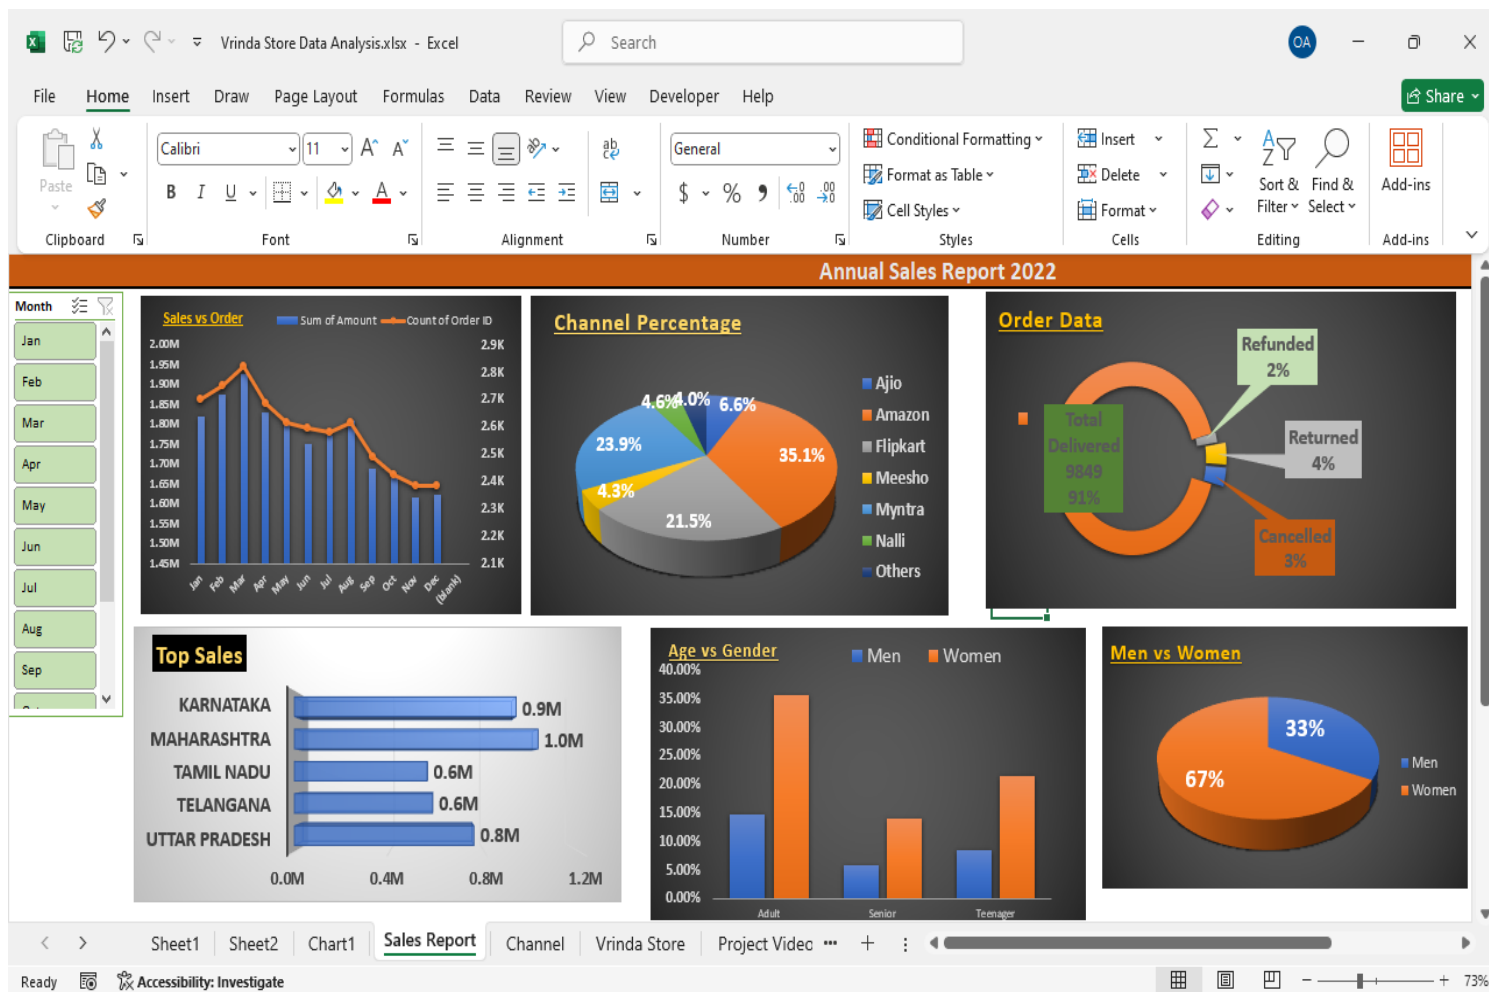 Vrinda Store Data Analysis.xlsx - Excel
Search
OA
File Home Insert Draw Page Layout Formulas Data Review View Developer Help
Share
Paste
Clipboard
Calibri 11
B I U A
Font
ab
Alignment
General
$ % 9
Number
Conditional Formatting
Format as Table
Cell Styles
Styles
Insert
Delete
Format
Cells
Sort & Filter
Find & Select
Editing
Add-ins
Add-ins
Annual Sales Report 2022
Month
Jan
Feb
Mar
Apr
May
Jun
Jul
Aug
Sep
Sales vs Order
Sum of Amount Count of Order ID
2.00M 2.9K
1.95M 2.8K
1.90M
1.85M 2.7K
1.80M 2.6K
1.75M
1.70M 2.5K
1.65M 2.4K
1.60M
1.55M 2.3K
1.50M 2.2K
1.45M 2.1K
Jan Feb Mar Apr May Jun Jul Aug Sep Oct Nov Dec (blank)
Channel Percentage
4.6% 4.0% 6.6%
23.9% 35.1%
4.3%
21.5%
Ajio
Amazon
Flipkart
Meesho
Myntra
Nalli
Others
Order Data
Refunded
2%
Total
Delivered
9849
91%
Returned
4%
Cancelled
3%
Top Sales
KARNATAKA 0.9M
MAHARASHTRA 1.0M
TAMIL NADU 0.6M
TELANGANA 0.6M
UTTAR PRADESH 0.8M
0.0M 0.4M 0.8M 1.2M
Age vs Gender
Men Women
40.00%
35.00%
30.00%
25.00%
20.00%
15.00%
10.00%
5.00%
0.00%
Adult Senior Teenager
Men vs Women
33%
67%
Men
Women
Sheet1 Sheet2 Chart1 Sales Report Channel Vrinda Store Project Video ...
Ready
Accessibility: Investigate
73%